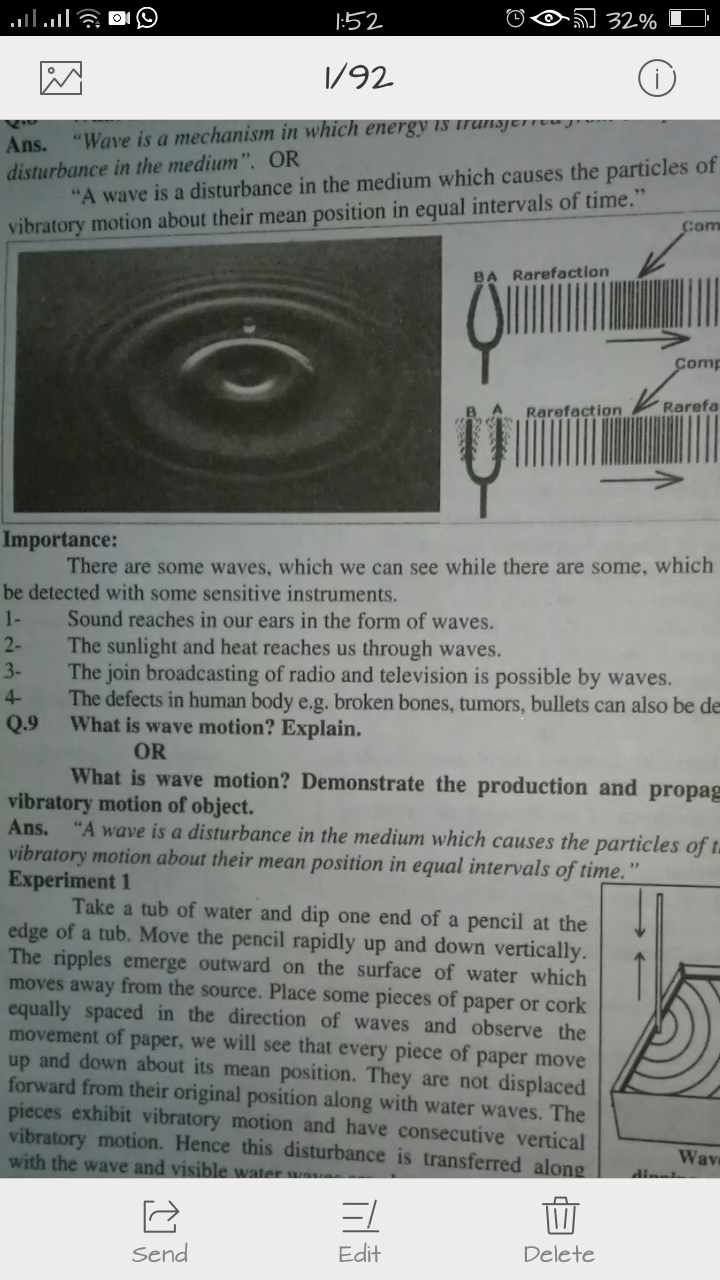 1:52
32%
1/92
Ans. "Wave is a mechanism in which energy is
disturbance in the medium". OR
"A wave is a disturbance in the medium which causes the particles of
vibratory motion about their mean position in equal intervals of time."
Com
B A Rarefaction
Comp
B A Rarefaction Rarefa
Importance:
There are some waves, which we can see while there are some, which
be detected with some sensitive instruments.
1- Sound reaches in our ears in the form of waves.
2- The sunlight and heat reaches us through waves.
3- The join broadcasting of radio and television is possible by waves.
4- The defects in human body e.g. broken bones, tumors, bullets can also be de
Q.9 What is wave motion? Explain.
OR
What is wave motion? Demonstrate the production and propag
vibratory motion of object.
Ans. "A wave is a disturbance in the medium which causes the particles of t
vibratory motion about their mean position in equal intervals of time."
Experiment 1
Take a tub of water and dip one end of a pencil at the
edge of a tub. Move the pencil rapidly up and down vertically.
The ripples emerge outward on the surface of water which
moves away from the source. Place some pieces of paper or cork
equally spaced in the direction of waves and observe the
movement of paper, we will see that every piece of paper move
up and down about its mean position. They are not displaced
forward from their original position along with water waves. The
pieces exhibit vibratory motion and have consecutive vertical
vibratory motion. Hence this disturbance is transferred along
with the wave and visible water
Wave
Send Edit Delete